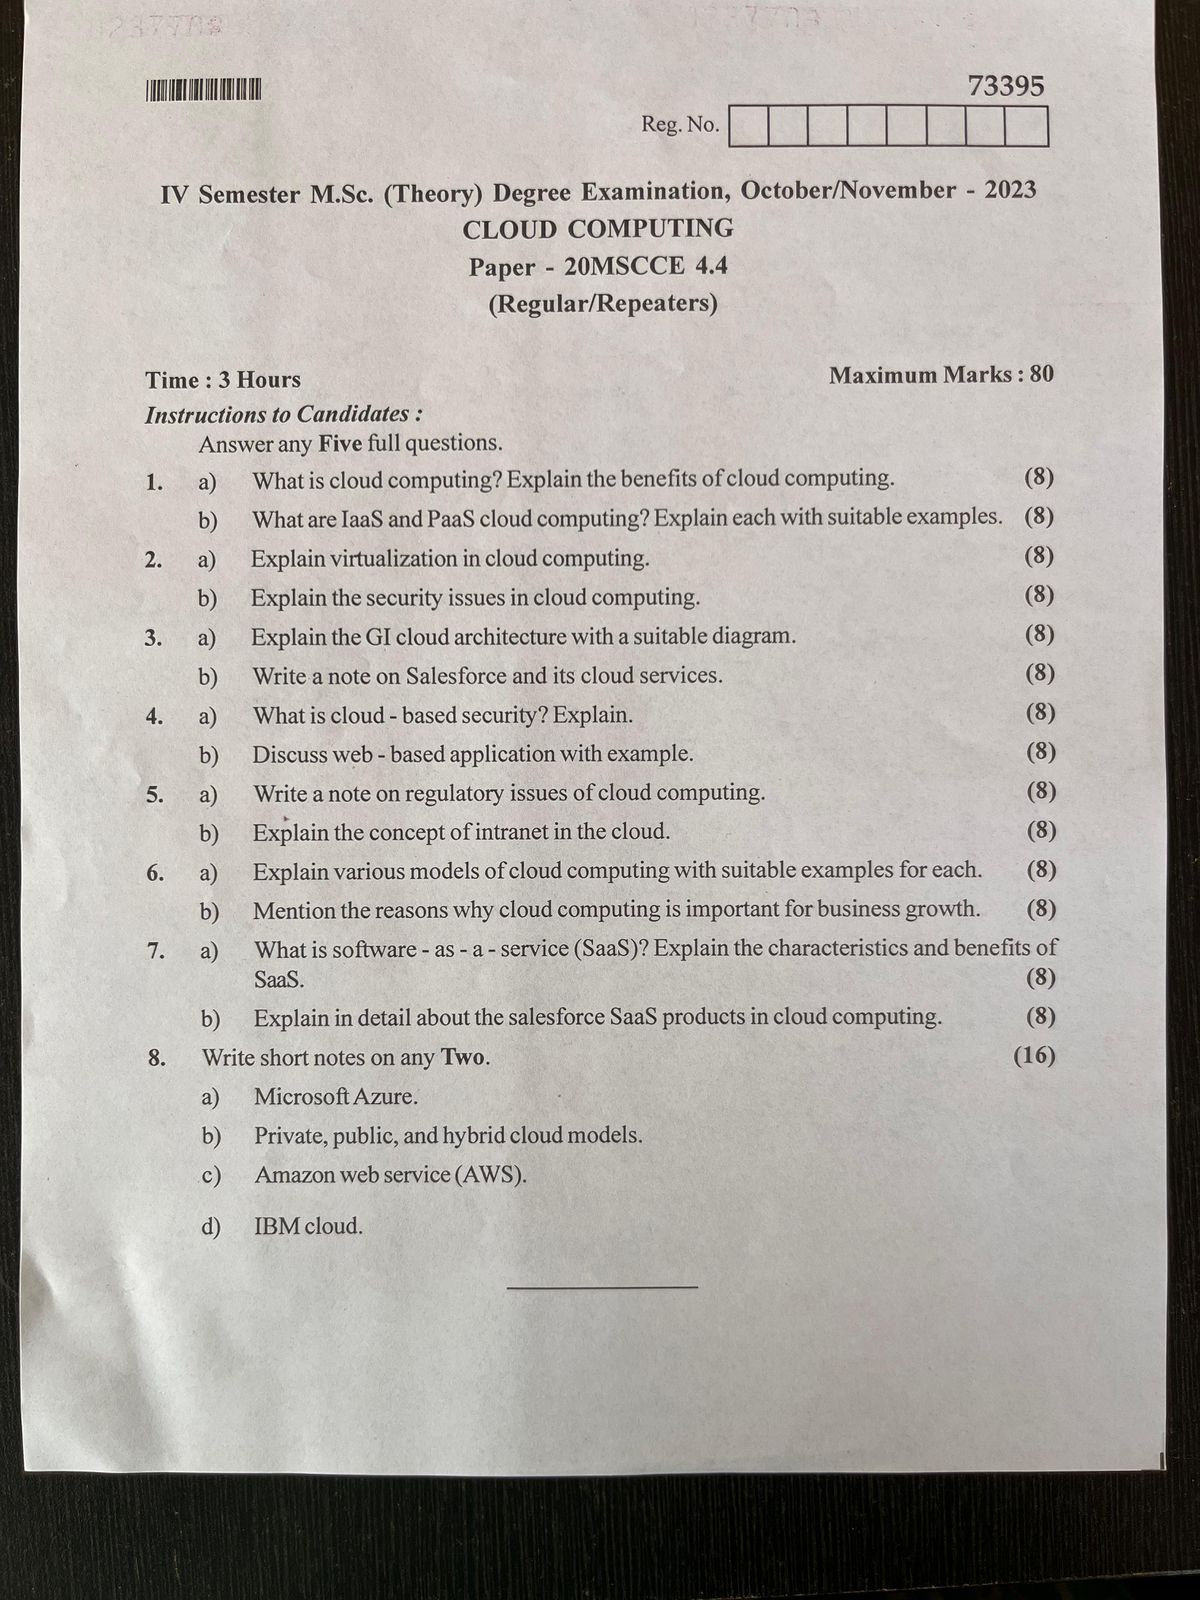 73395
Reg. No.
IV Semester M.Sc. (Theory) Degree Examination, October/November - 2023
CLOUD COMPUTING
Paper - 20MSCCE 4.4
(Regular/Repeaters)
Time : 3 Hours Maximum Marks : 80
Instructions to Candidates :
Answer any Five full questions.
1. a) What is cloud computing? Explain the benefits of cloud computing. (8)
b) What are IaaS and PaaS cloud computing? Explain each with suitable examples. (8)
2. a) Explain virtualization in cloud computing. (8)
b) Explain the security issues in cloud computing. (8)
3. a) Explain the GI cloud architecture with a suitable diagram. (8)
b) Write a note on Salesforce and its cloud services. (8)
4. a) What is cloud - based security? Explain. (8)
b) Discuss web - based application with example. (8)
5. a) Write a note on regulatory issues of cloud computing. (8)
b) Explain the concept of intranet in the cloud. (8)
6. a) Explain various models of cloud computing with suitable examples for each. (8)
b) Mention the reasons why cloud computing is important for business growth. (8)
7. a) What is software - as - a - service (SaaS)? Explain the characteristics and benefits of
SaaS. (8)
b) Explain in detail about the salesforce SaaS products in cloud computing. (8)
8. Write short notes on any Two. (16)
a) Microsoft Azure.
b) Private, public, and hybrid cloud models.
c) Amazon web service (AWS).
d) IBM cloud.